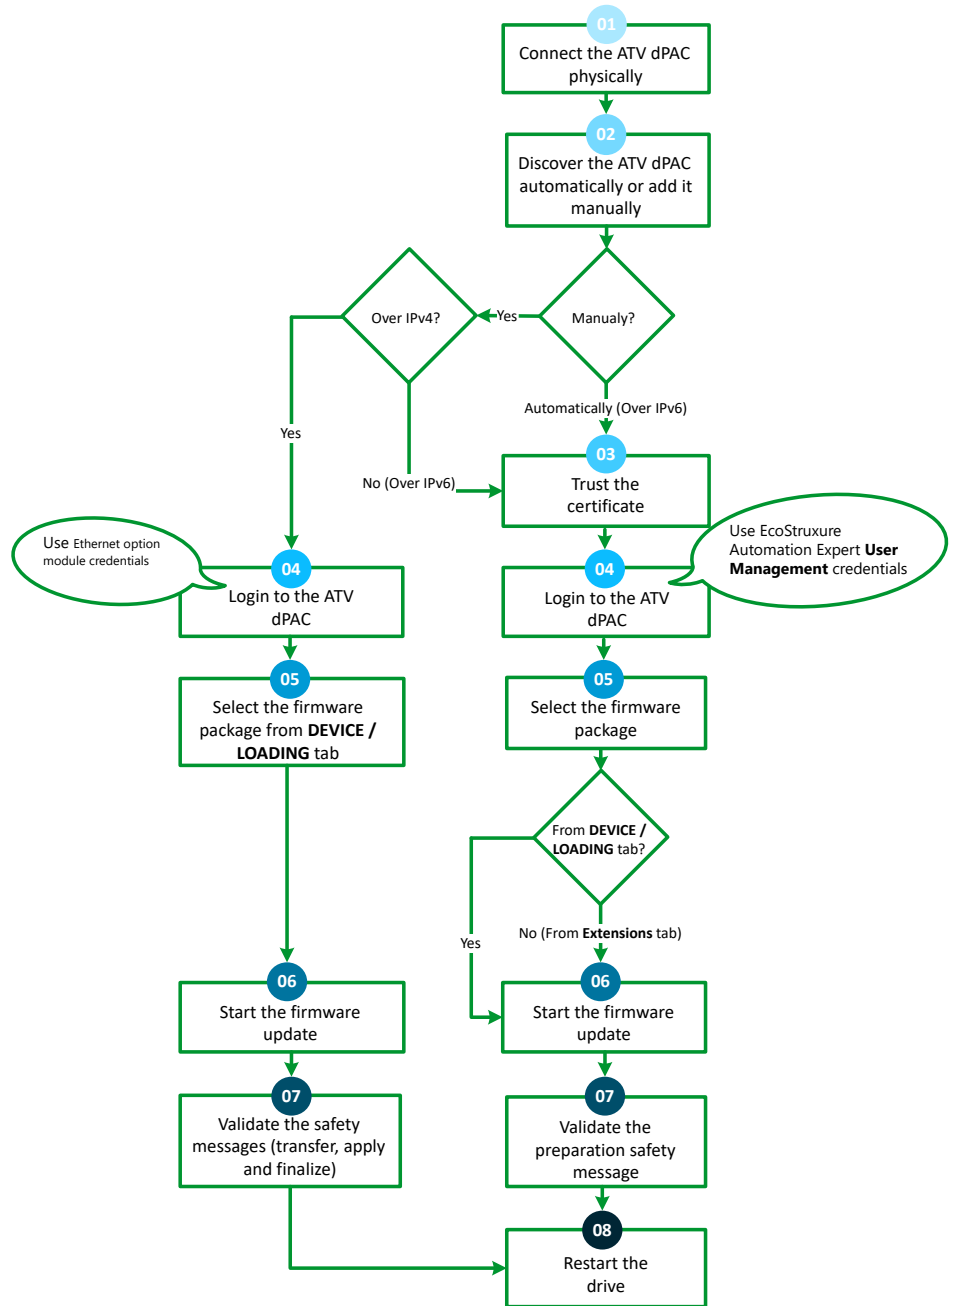 01
Connect the ATV dPAC
physically
02
Discover the ATV dPAC
automatically or add it
manually
Manualy?
Yes
Over IPv4?
Yes
No (Over IPv6)
Automatically (Over IPv6)
03
Trust the
certificate
Use Ethernet option
module credentials
04
Login to the ATV
dPAC
Use EcoStruxure
Automation Expert User
Management credentials
04
Login to the ATV
dPAC
05
Select the firmware
package from DEVICE /
LOADING tab
05
Select the firmware
package
From DEVICE /
LOADING tab?
Yes
No (From Extensions tab)
06
Start the firmware
update
06
Start the firmware
update
07
Validate the safety
messages (transfer, apply
and finalize)
07
Validate the
preparation safety
message
08
Restart the
drive